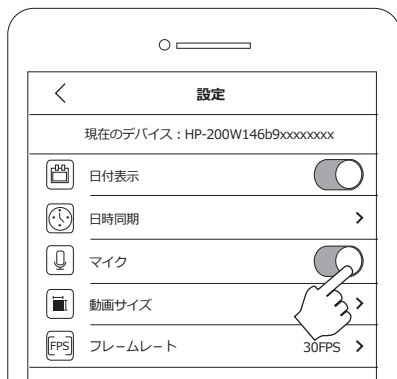 設定
現在のデバイス：HP-200W146b9xxxxxxxx
日付表示
日時同期
マイク
動画サイズ
FPS フレームレート 30FPS